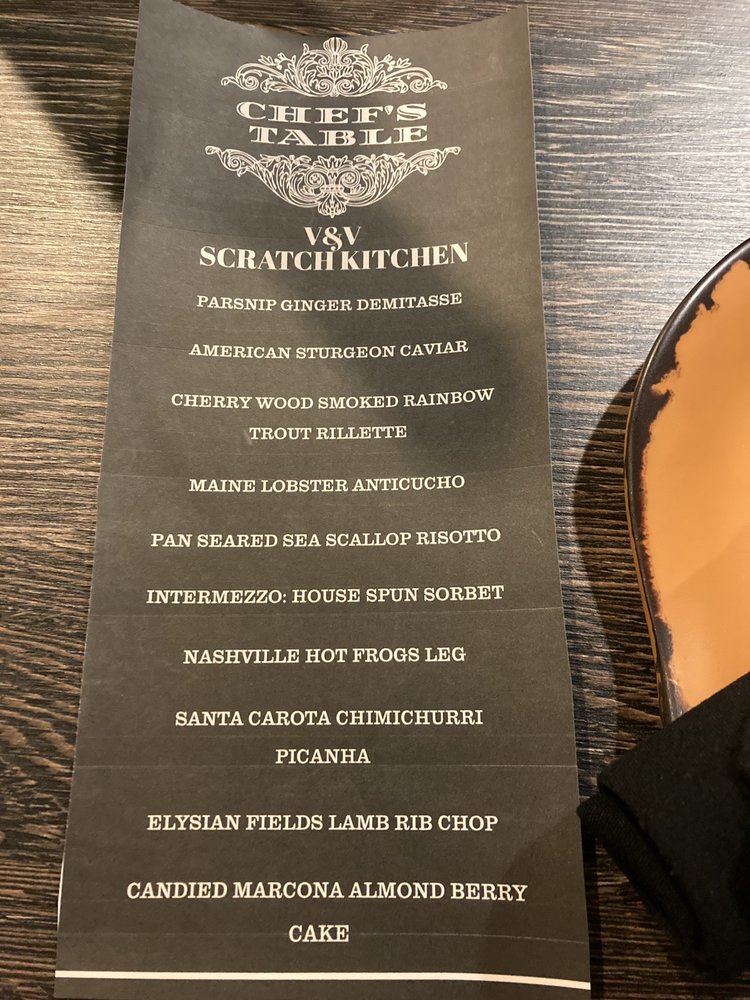 CHEF'S
TABLE
V&V
SCRATCH KITCHEN
PARSNIP GINGER DEMITASSE
AMERICAN STURGEON CAVIAR
CHERRY WOOD SMOKED RAINBOW
TROUT RILLETTE
MAINE LOBSTER ANTICUCHO
PAN SEARED SEA SCALLOP RISOTTO
INTERMEZZO: HOUSE SPUN SORBET
NASHVILLE HOT FROGS LEG
SANTA CAROTA CHIMICHURRI
PICANHA
ELYSIAN FIELDS LAMB RIB CHOP
CANDIED MARCONA ALMOND BERRY
CAKE